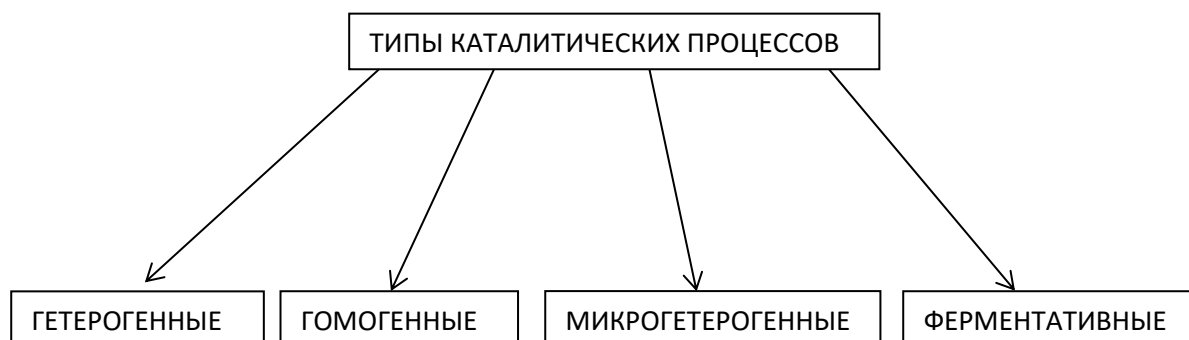 ТИПЫ КАТАЛИТИЧЕСКИХ ПРОЦЕССОВ
ГЕТЕРОГЕННЫЕ
ГОМОГЕННЫЕ
МИКРОГЕТЕРОГЕННЫЕ
ФЕРМЕНТАТИВНЫЕ